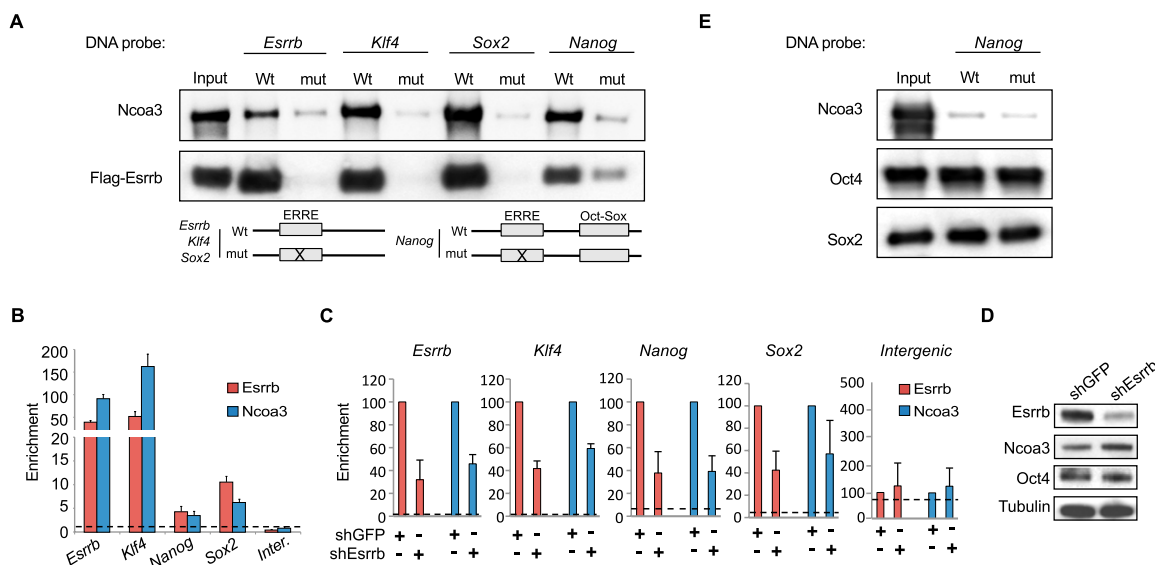 A
DNA probe: Esrrb Klf4 Sox2 Nanog
Input Wt mut Wt mut Wt mut Wt mut
Ncoa3
Flag-Esrrb
Esrrb Klf4 Sox2 Wt mut ERRE X
Nanog Wt mut ERRE Oct-Sox X
E
DNA probe: Nanog
Input Wt mut
Ncoa3
Oct4
Sox2
B
Enrichment
200
150
100
50
20
15
10
5
0
Esrrb
Ncoa3
Esrrb Klf4 Nanog Sox2 Inter.
C
Esrrb Klf4 Nanog Sox2 Intergenic
Enrichment
120 120 120 120 500
100 100 100 100 400
80 80 80 80 300
60 60 60 60 200
40 40 40 40 100
20 20 20 20 0
0 0 0 0
Esrrb
Ncoa3
shGFP + - + - + - + - + - + - + - + - + - + -
shEsrrb - + - + - + - + - + - + - + - + - + - +
D
shGFP shEsrrb
Esrrb
Ncoa3
Oct4
Tubulin